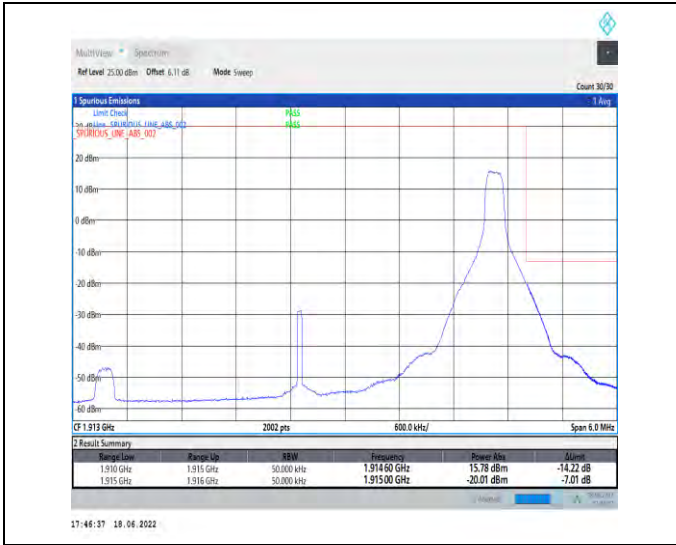 MultiView Spectrum
Ref Level 25.00 dBm Offset 6.11 dB Mode Sweep
Count 30/30
1 Spurious Emissions 1 Avg
Limit Check PASS
Line SPURIOUS_LINE_ABS_002 PASS
SPURIOUS_LINE_ABS_002
20 dBm
10 dBm
0 dBm
-10 dBm
-20 dBm
-30 dBm
-40 dBm
-50 dBm
-60 dBm
CF 1.913 GHz 2002 pts 600.0 kHz/ Span 6.0 MHz
2 Result Summary
Range Low Range Up RBW Frequency Power Abs ΔLimit
1.910 GHz 1.915 GHz 50.000 kHz 1.91460 GHz 15.78 dBm -14.22 dB
1.915 GHz 1.916 GHz 50.000 kHz 1.91500 GHz -20.01 dBm -7.01 dB
17:46:37 18.06.2022